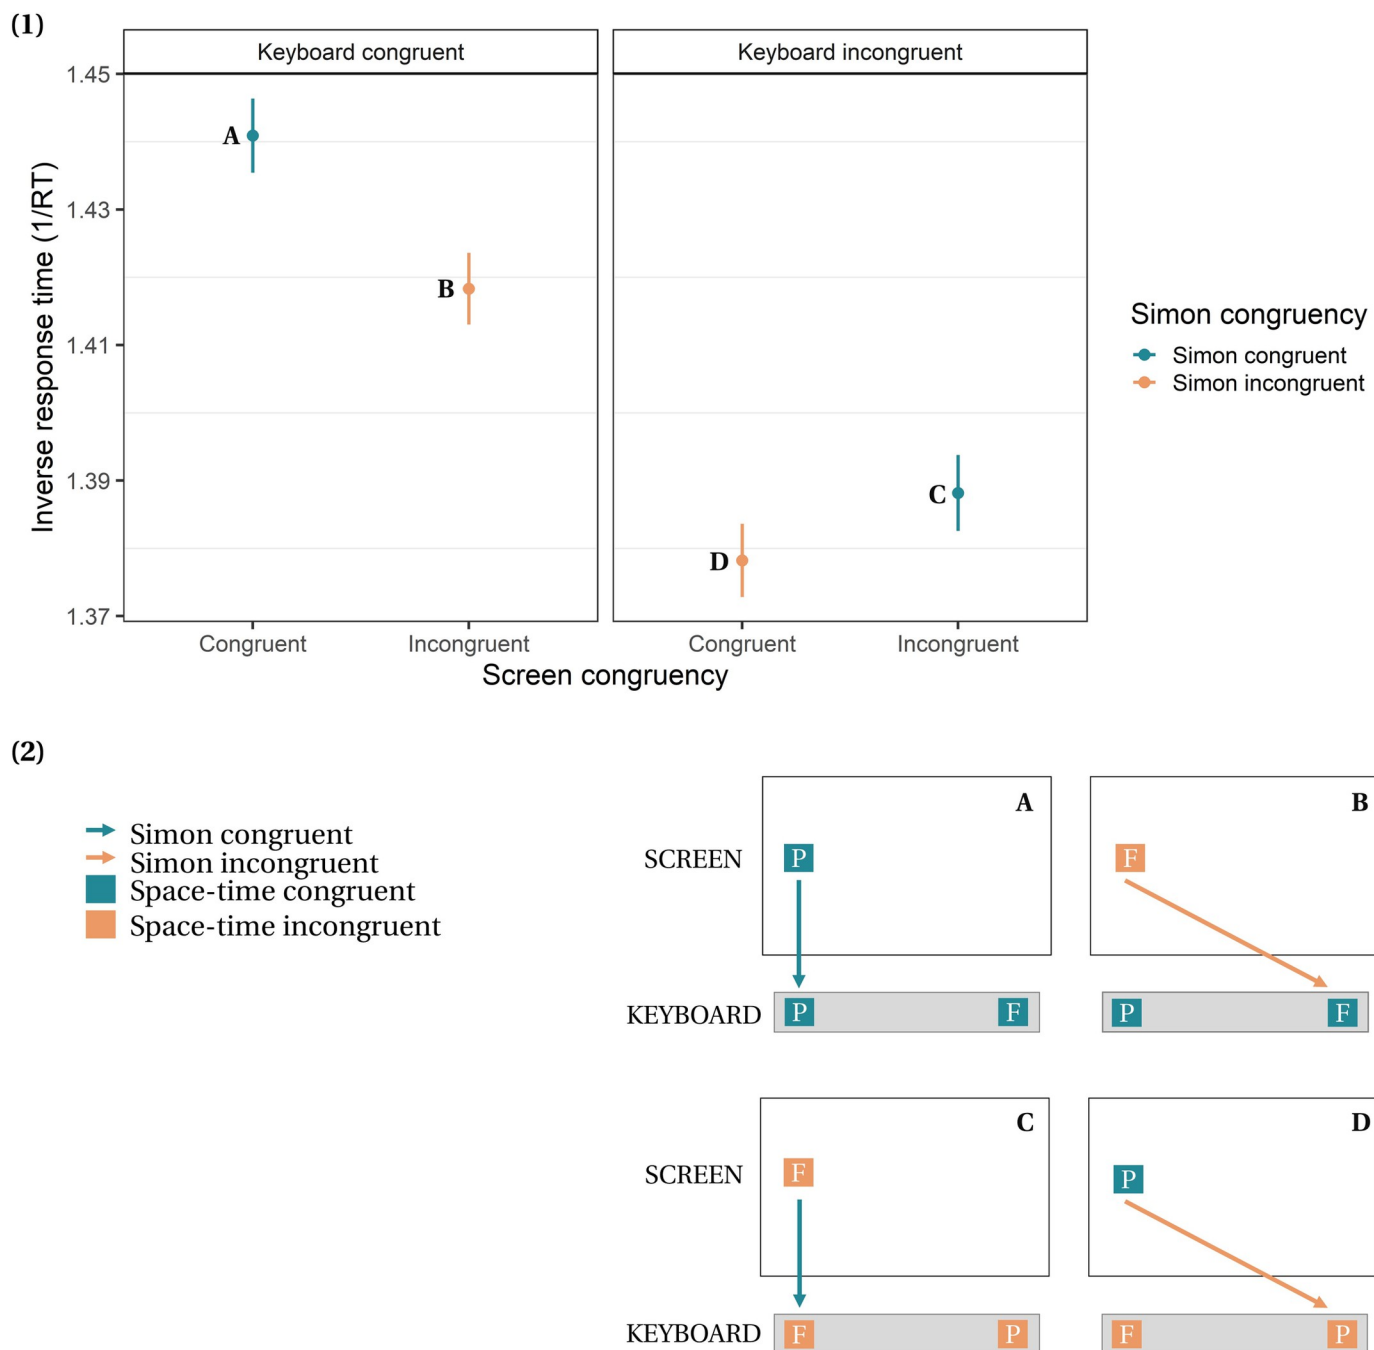 (1)
Keyboard congruent
Keyboard incongruent
1.45
1.43
1.41
1.39
1.37
Inverse response time (1/RT)
A
B
C
D
Congruent
Incongruent
Congruent
Incongruent
Screen congruency
Simon congruency
Simon congruent
Simon incongruent
(2)
Simon congruent
Simon incongruent
Space-time congruent
Space-time incongruent
A
SCREEN
P
KEYBOARD
P F
B
F
P F
C
SCREEN
F
KEYBOARD
F P
D
P
F P